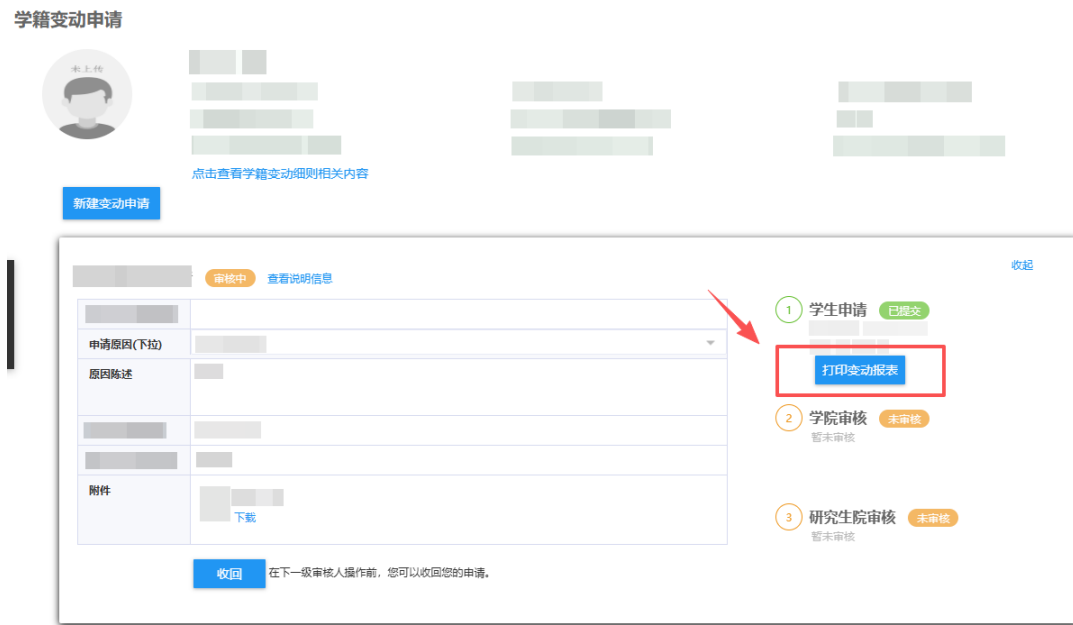 学籍变动申请
未上传
点击查看学籍变动细则相关内容
新建变动申请
审核中 查看说明信息
收起
申请原因(下拉)
原因陈述
附件
下载
收回 在下一级审核人操作前，您可以收回您的申请。
1 学生申请 已提交
打印变动报表
2 学院审核 未审核
暂未审核
3 研究生院审核 未审核
暂未审核